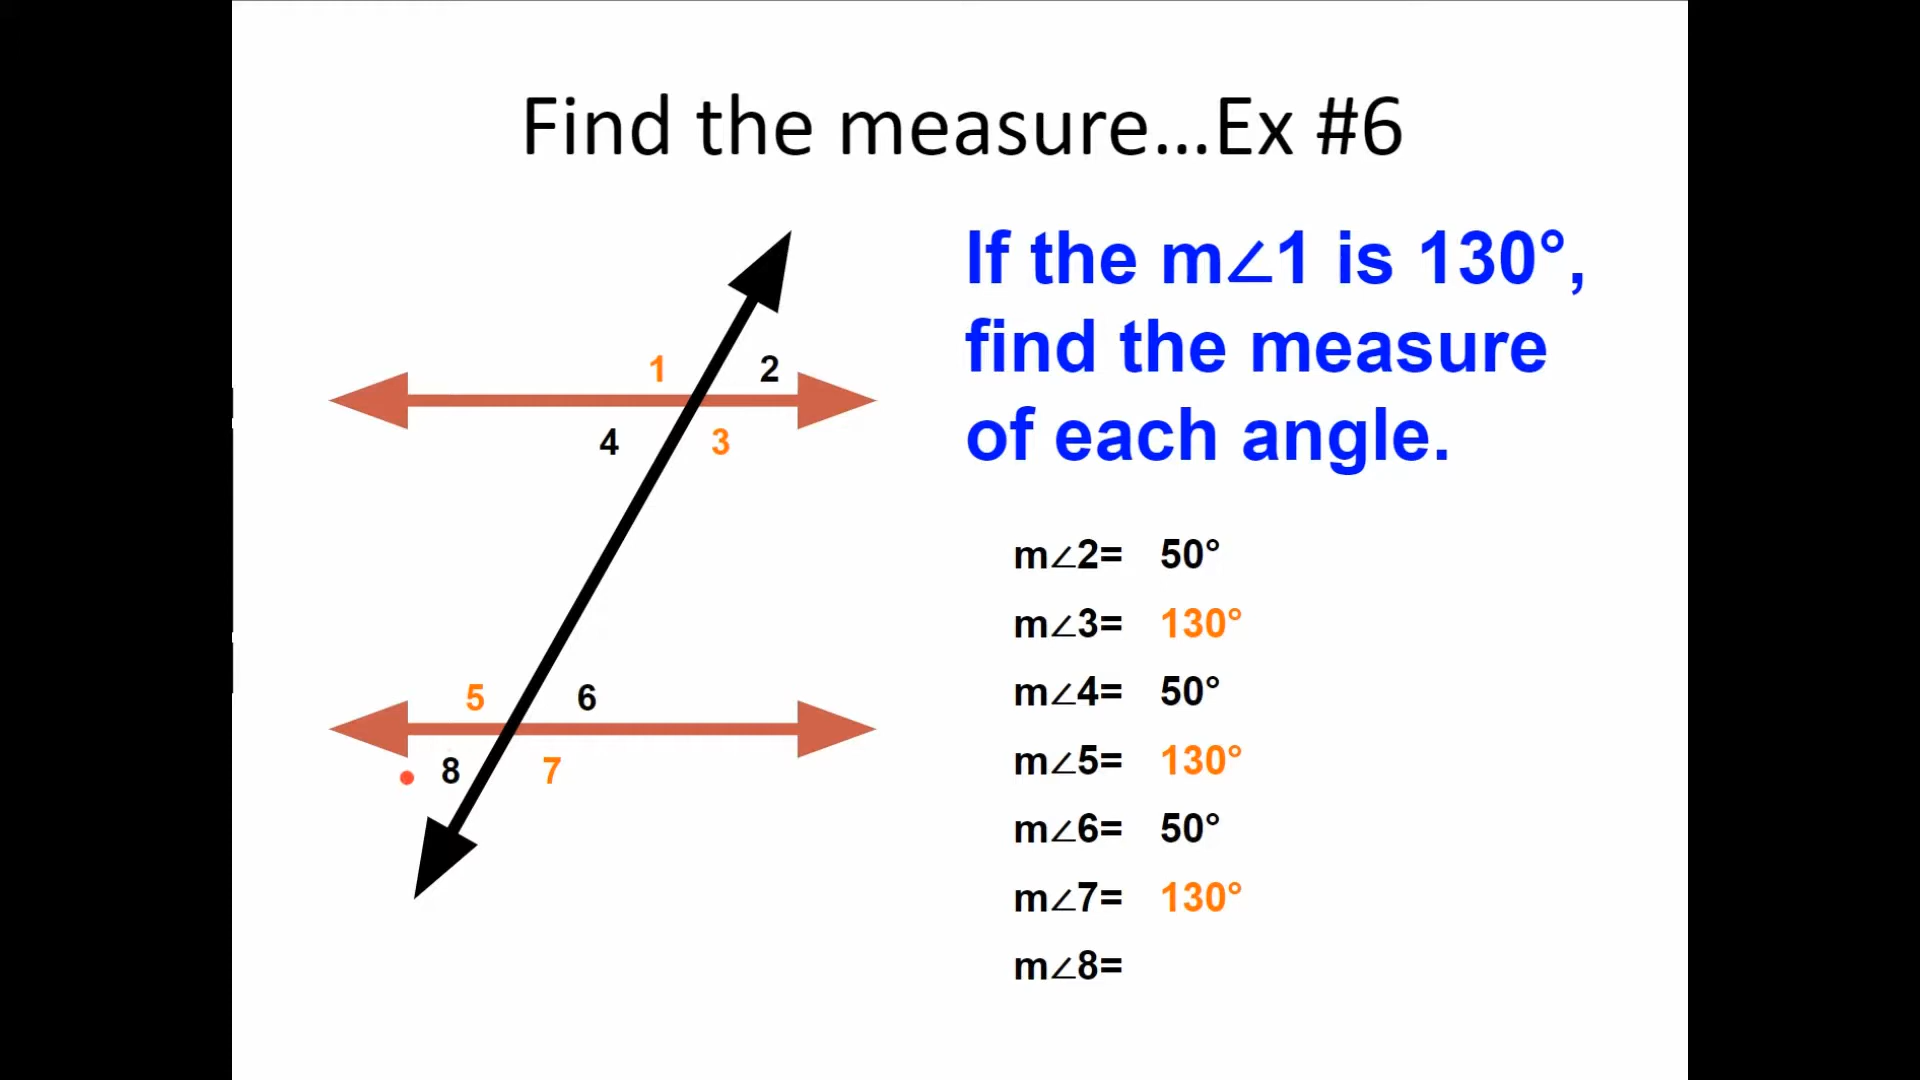 Find the measure...Ex #6
If the m∠1 is 130°,
find the measure
of each angle.
1
2
4
3
5
6
8
7
m∠2= 50°
m∠3= 130°
m∠4= 50°
m∠5= 130°
m∠6= 50°
m∠7= 130°
m∠8=